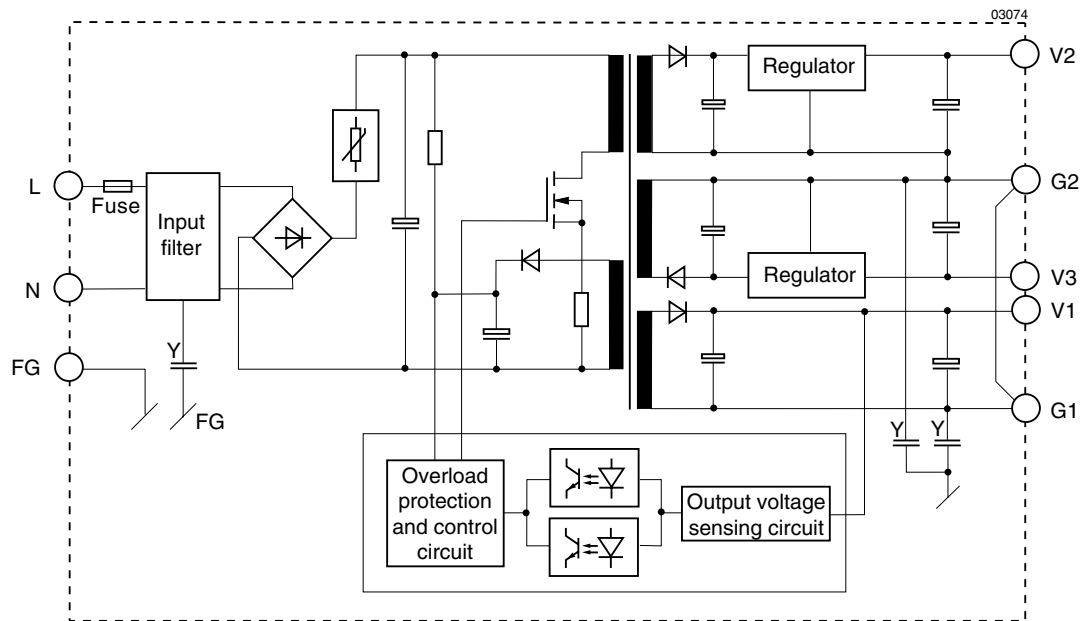 03074
V2
Regulator
L
Fuse
Input
filter
G2
N
Regulator
V3
V1
Y
FG
FG
G1
Y
Y
Overload
protection
and control
circuit
Output voltage
sensing circuit